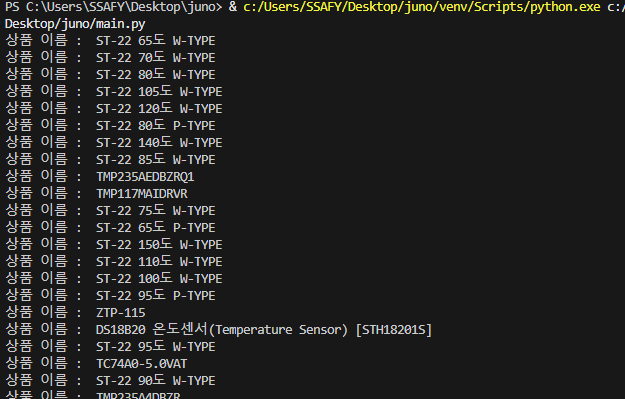 PS C:\Users\SSAFY\Desktop\juno> & c:/Users/SSAFY/Desktop/juno/venv/Scripts/python.exe c:/
Desktop/juno/main.py
상품 이름 :  ST-22 65도 W-TYPE
상품 이름 :  ST-22 70도 W-TYPE
상품 이름 :  ST-22 80도 W-TYPE
상품 이름 :  ST-22 105도 W-TYPE
상품 이름 :  ST-22 120도 W-TYPE
상품 이름 :  ST-22 80도 P-TYPE
상품 이름 :  ST-22 140도 W-TYPE
상품 이름 :  ST-22 85도 W-TYPE
상품 이름 :  TMP235AEDBZRQ1
상품 이름 :  TMP117MAIDRVR
상품 이름 :  ST-22 75도 W-TYPE
상품 이름 :  ST-22 65도 P-TYPE
상품 이름 :  ST-22 150도 W-TYPE
상품 이름 :  ST-22 110도 W-TYPE
상품 이름 :  ST-22 100도 W-TYPE
상품 이름 :  ST-22 95도 P-TYPE
상품 이름 :  ZTP-115
상품 이름 :  DS18B20 온도센서(Temperature Sensor) [STH18201S]
상품 이름 :  ST-22 95도 W-TYPE
상품 이름 :  TC74A0-5.0VAT
상품 이름 :  ST-22 90도 W-TYPE
상품 이름 :  TMP235A4DBZR